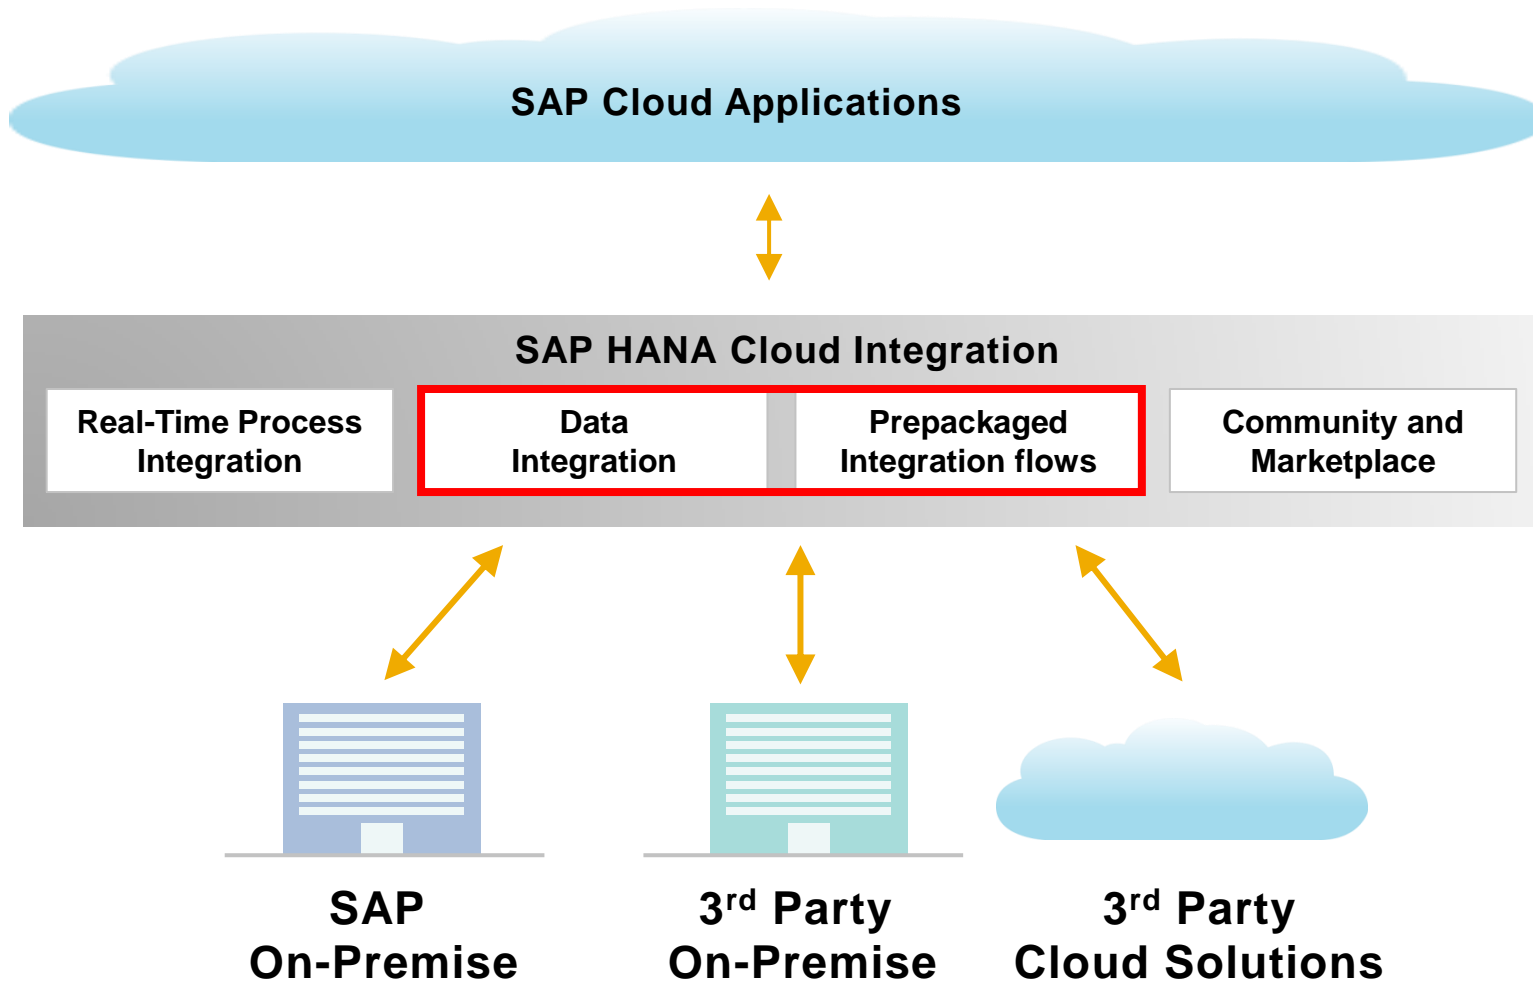 SAP Cloud Applications
SAP HANA Cloud Integration
Real-Time Process
Integration
Data
Integration
Prepackaged
Integration flows
Community and
Marketplace
SAP
On-Premise
3rd Party
On-Premise
3rd Party
Cloud Solutions